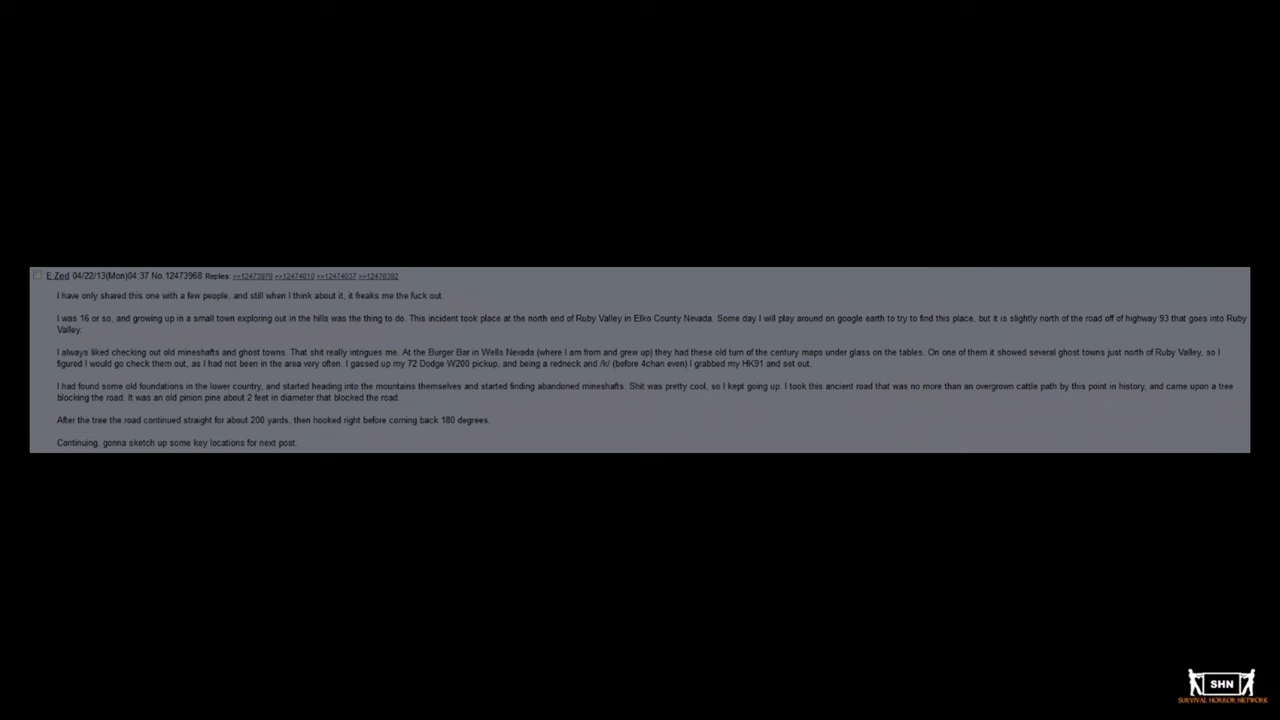 E Zed 04/22/13(Mon)04:37 No.12473968 Replies: >>12473979 >>12474010 >>12474037 >>12476392
I have only shared this one with a few people, and still when I think about it, it freaks me the fuck out.
I was 16 or so, and growing up in a small town exploring out in the hills was the thing to do. This incident took place at the north end of Ruby Valley in Elko County Nevada. Some day I will play around on google earth to try to find this place, but it is slightly north of the road off of highway 93 that goes into Ruby
Valley.
I always liked checking out old mineshafts and ghost towns. That shit really intrigues me. At the Burger Bar in Wells Nevada (where I am from and grew up) they had these old turn of the century maps under glass on the tables. On one of them it showed several ghost towns just north of Ruby Valley, so I
figured I would go check them out, as I had not been in the area very often. I gassed up my 72 Dodge W200 pickup, and being a redneck and /k/ (before 4chan even) I grabbed my HK91 and set out.
I had found some old foundations in the lower country, and started heading into the mountains themselves and started finding abandoned mineshafts. Shit was pretty cool, so I kept going up. I took this ancient road that was no more than an overgrown cattle path by this point in history, and came upon a tree
blocking the road. It was an old pinion pine about 2 feet in diameter that blocked the road.
After the tree the road continued straight for about 200 yards, then hooked right before coming back 180 degrees.
Continuing, gonna sketch up some key locations for next post.
SHN
SURVIVAL HORROR NETWORK